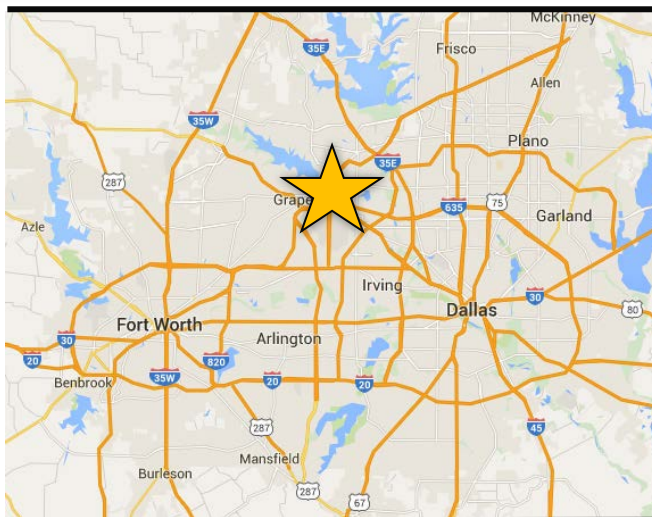 McKinney
35E
Frisco
Allen
35W
Plano
35E
287
Grape
635
75
Garland
Azle
Irving
30
Dallas
80
Fort Worth
Arlington
30
20
820
35W
20
20
Benbrook
287
45
Mansfield
Burleson
287
67